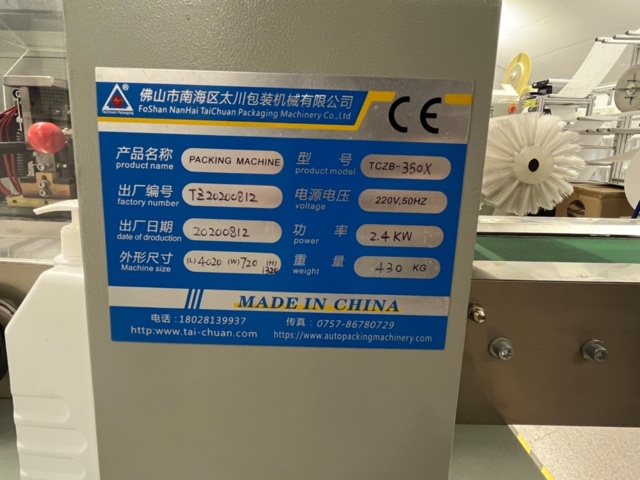 佛山市南海区太川包装机械有限公司
FoShan NanHai TaiChuan Packaging Machinery Co.,Ltd
CE
产品名称 PACKING MACHINE 型 号 TCZB-350X
product name product model
出厂编号 TZ20200812 电源电压 220V,50HZ
factory number voltage
出厂日期 20200812 功 率 2.4KW
date of droduction power
外形尺寸 (L)4020 (W)720 (H)1320 重 量 430 KG
Machine size weight
MADE IN CHINA
电话：18028139937 传真：0757-86780729
http:www.tai-chuan.com https://www.autopackingmachinery.com